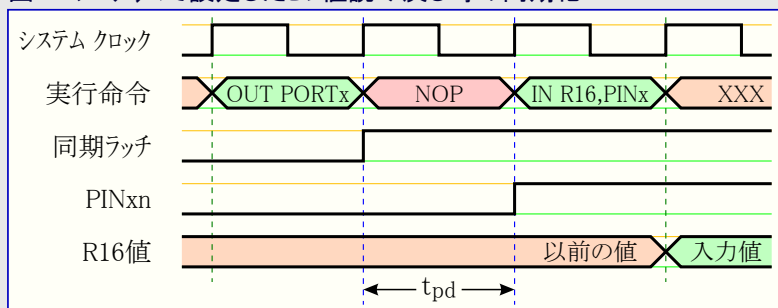 システム クロック
実行命令 OUT PORTx NOP IN R16,PINx XXX
同期ラッチ
PINxn
R16値 以前の値 入力値
tpd